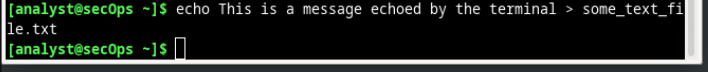 [analyst@secOps ~]$ echo This is a message echoed by the terminal > some_text_fi
le.txt
[analyst@secOps ~]$